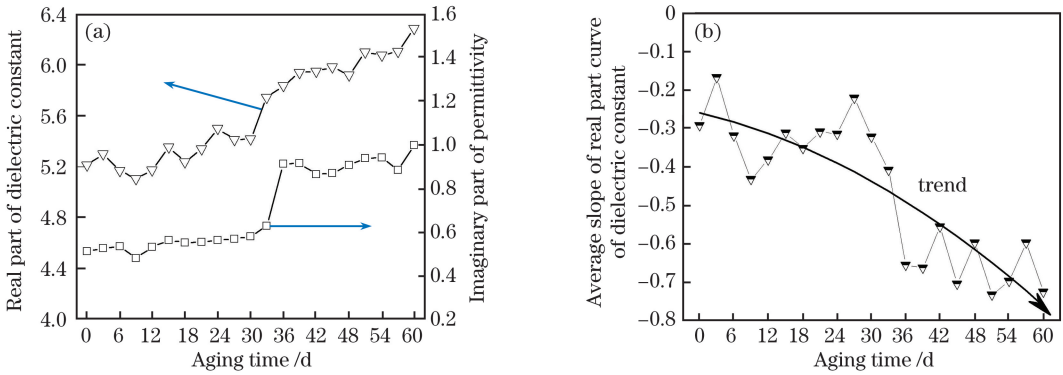 (a)
Real part of dielectric constant
6.4
6.0
5.6
5.2
4.8
4.4
4.0
1.6
1.4
1.2
1.0
0.8
0.6
0.4
0.2
Imaginary part of permittivity
0 6 12 18 24 30 36 42 48 54 60
Aging time /d
(b)
Average slope of real part curve
of dielectric constant
0
−0.1
−0.2
−0.3
−0.4
−0.5
−0.6
−0.7
−0.8
trend
0 6 12 18 24 30 36 42 48 54 60
Aging time /d